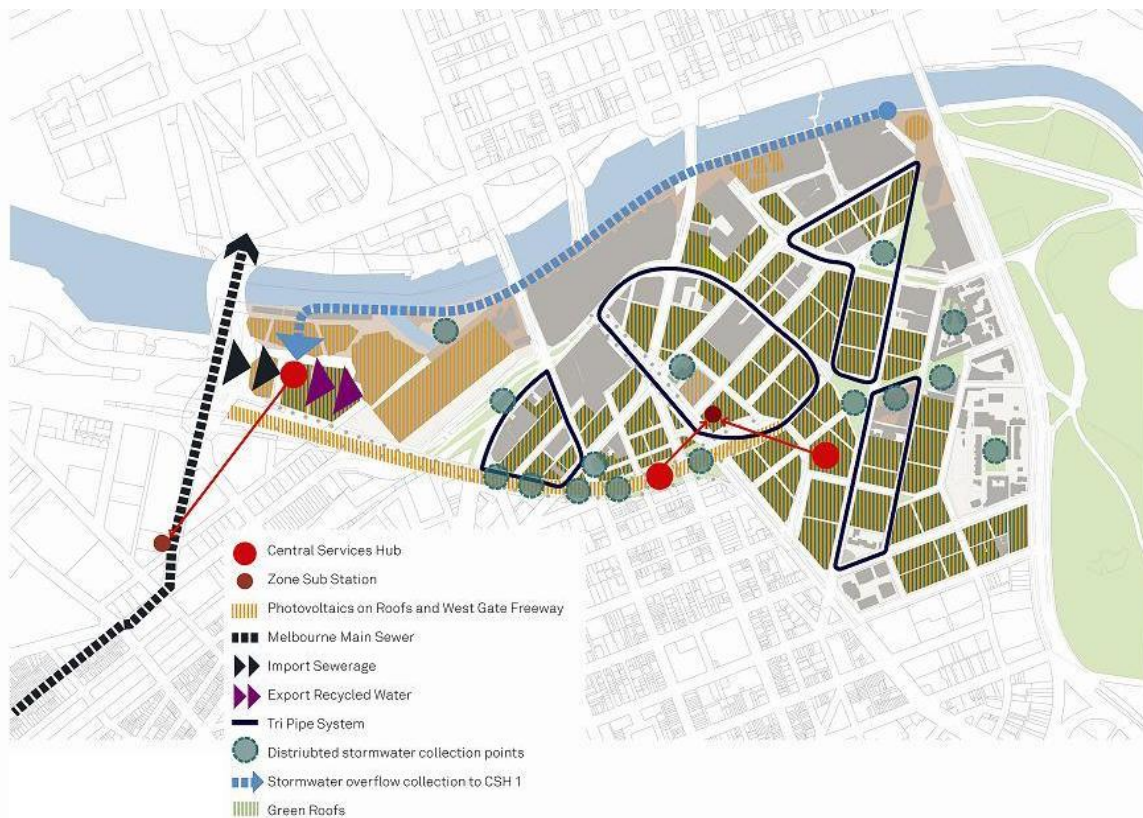 Central Services Hub
Zone Sub Station
Photovoltaics on Roofs and West Gate Freeway
Melbourne Main Sewer
Import Sewerage
Export Recycled Water
Tri Pipe System
Distriubted stormwater collection points
Stormwater overflow collection to CSH 1
Green Roofs